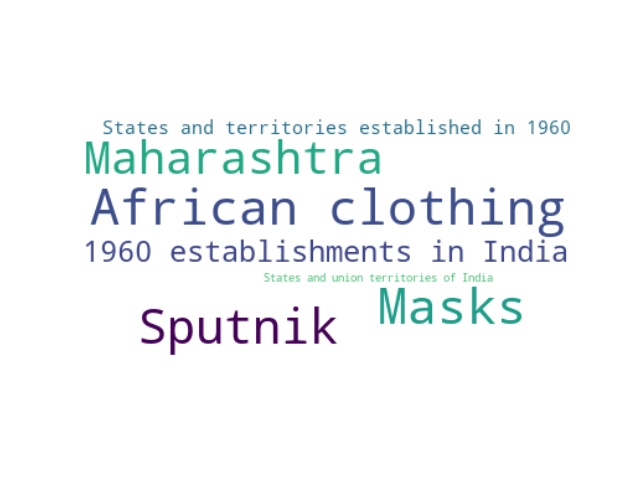 States and territories established in 1960
Maharashtra
African clothing
1960 establishments in India
States and union territories of India
Masks
Sputnik